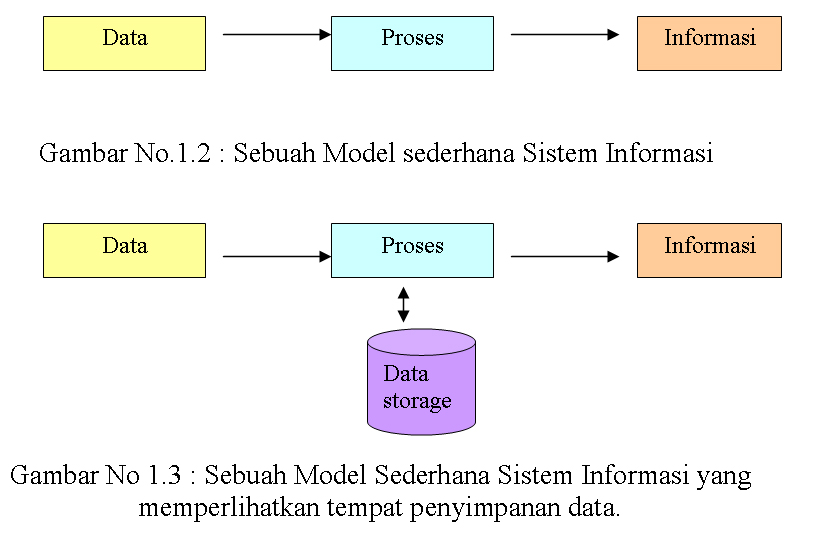 Data Proses Informasi
Gambar No.1.2 : Sebuah Model sederhana Sistem Informasi
Data Proses Informasi
Data
storage
Gambar No 1.3 : Sebuah Model Sederhana Sistem Informasi yang
memperlihatkan tempat penyimpanan data.